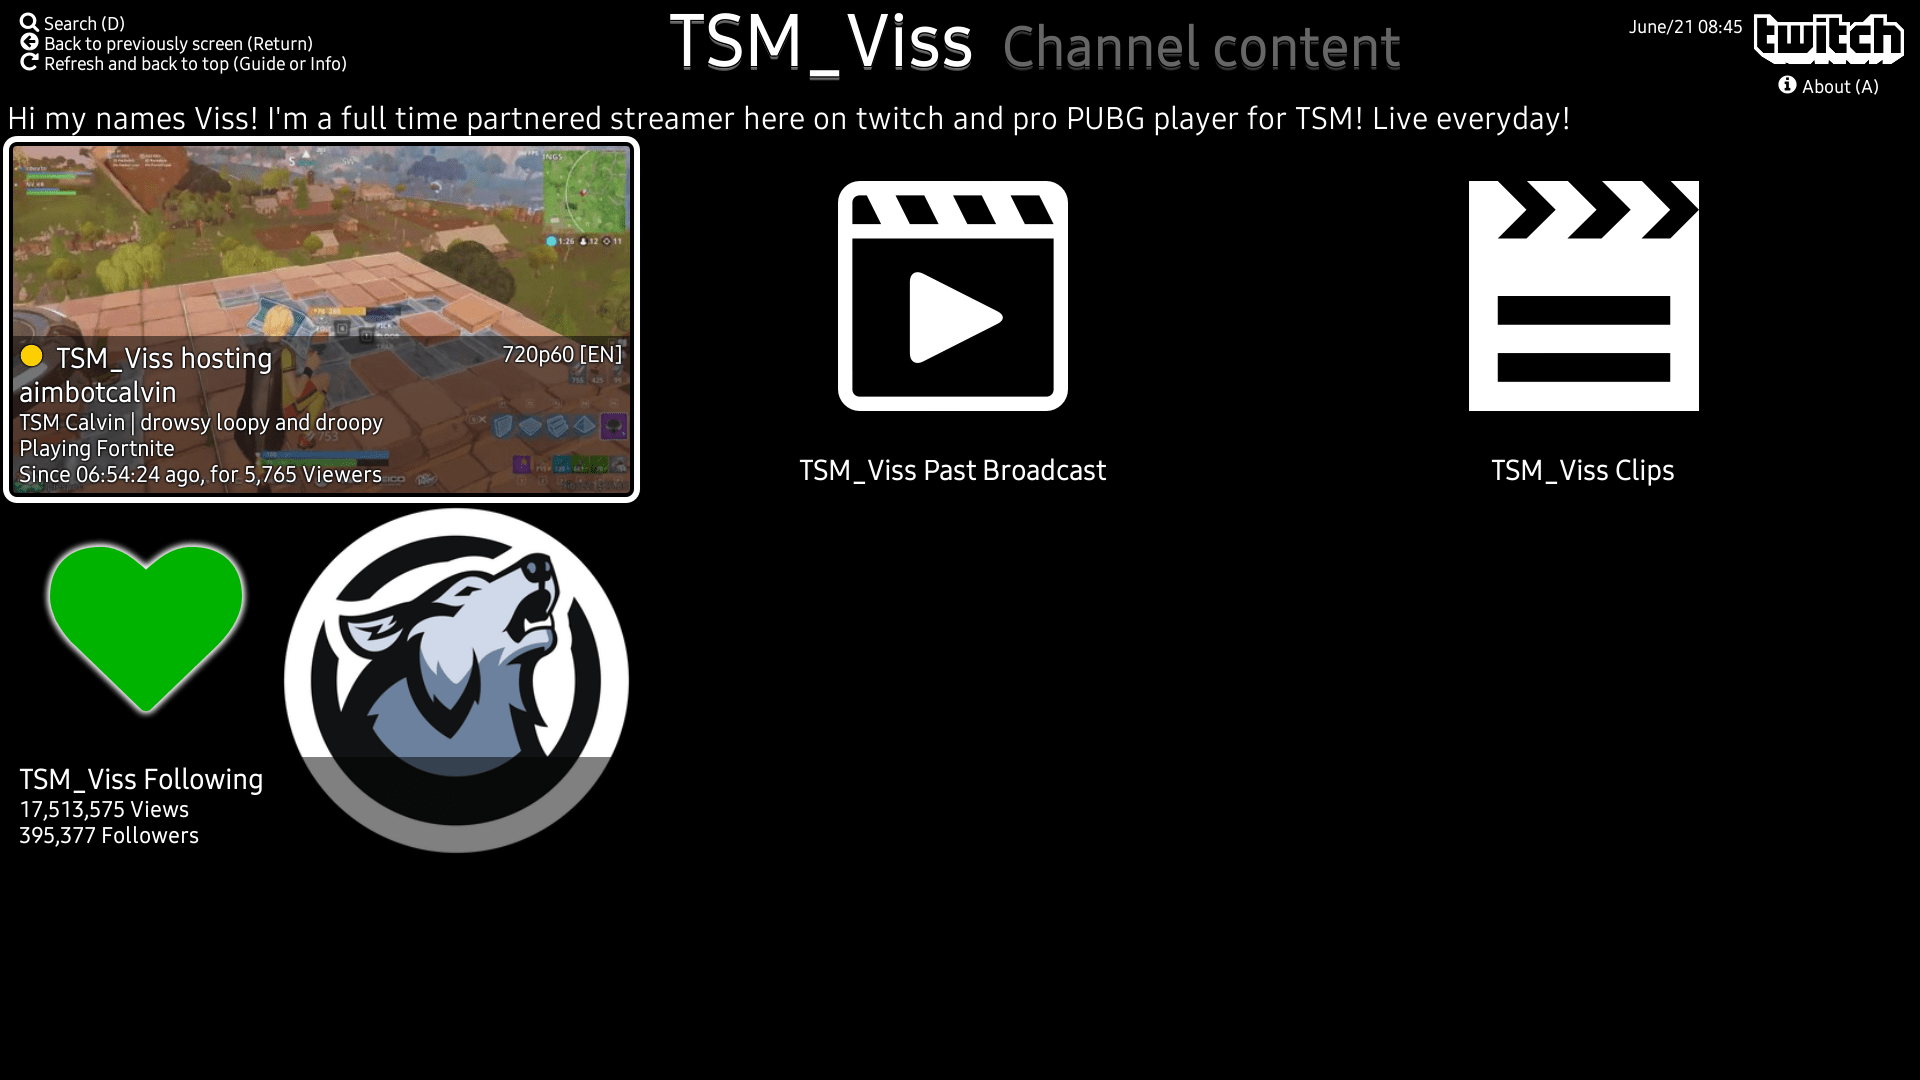 Search (D)
Back to previously screen (Return)
Refresh and back to top (Guide or Info)
TSM_Viss Channel content
June/21 08:45
twitch
About (A)
Hi my names Viss! I'm a full time partnered streamer here on twitch and pro PUBG player for TSM! Live everyday!
S
1:26 12 11
TSM_Viss hosting
720p60 [EN]
aimbotcalvin
TSM Calvin | drowsy loopy and droopy
Playing Fortnite
Since 06:54:24 ago, for 5,765 Viewers
TSM_Viss Past Broadcast
TSM_Viss Clips
TSM_Viss Following
17,513,575 Views
395,377 Followers